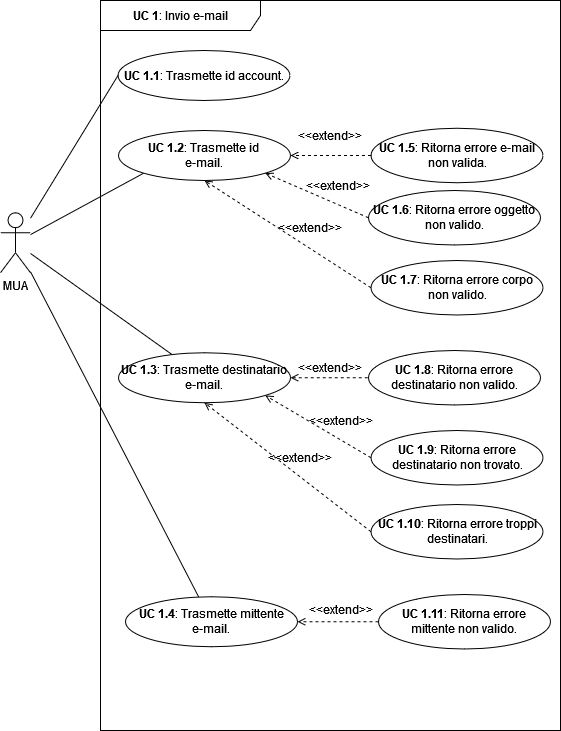 UC 1: Invio e-mail
UC 1.1: Trasmette id account.
UC 1.2: Trasmette id
e-mail.
<<extend>>
UC 1.5: Ritorna errore e-mail
non valida.
<<extend>>
UC 1.6: Ritorna errore oggetto
non valido.
<<extend>>
UC 1.7: Ritorna errore corpo
non valido.
MUA
UC 1.3: Trasmette destinatario
e-mail.
<<extend>>
UC 1.8: Ritorna errore
destinatario non valido.
<<extend>>
UC 1.9: Ritorna errore
destinatario non trovato.
<<extend>>
UC 1.10: Ritorna errore troppi
destinatari.
UC 1.4: Trasmette mittente
e-mail.
<<extend>>
UC 1.11: Ritorna errore
mittente non valido.